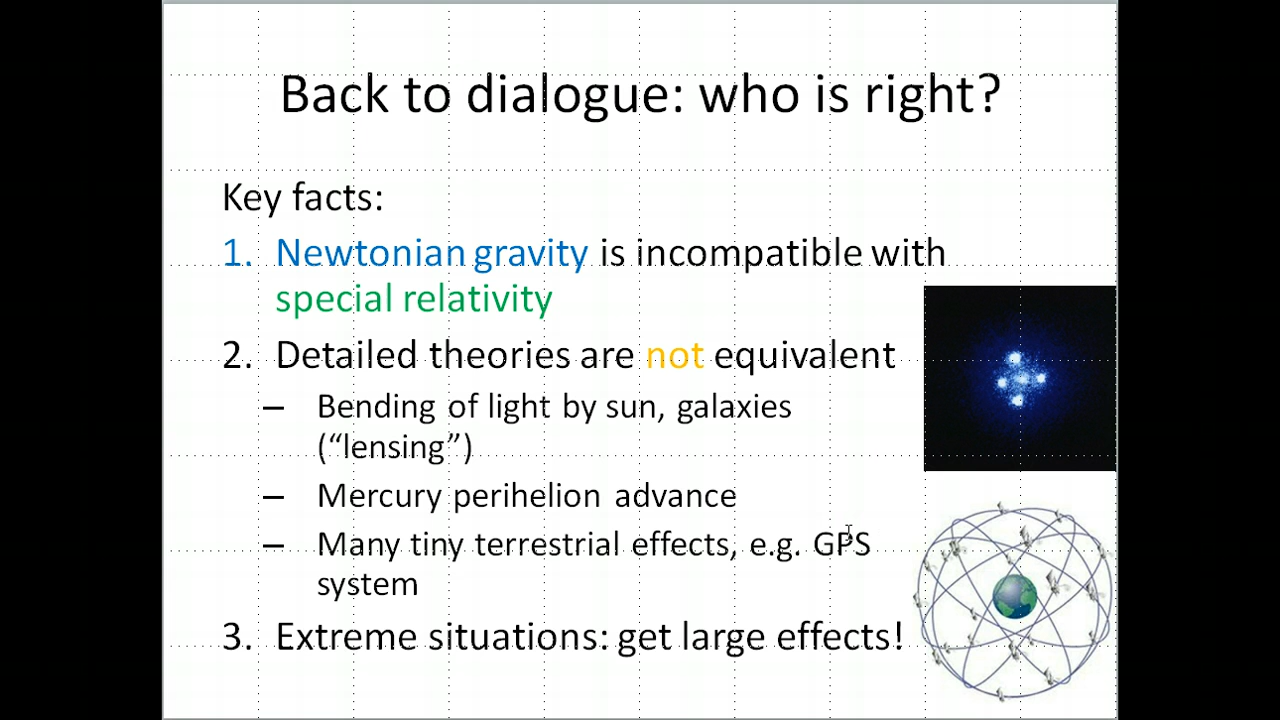 Back to dialogue: who is right?
Key facts:
1. Newtonian gravity is incompatible with
special relativity
2. Detailed theories are not equivalent
– Bending of light by sun, galaxies
(“lensing”)
– Mercury perihelion advance
– Many tiny terrestrial effects, e.g. GPS
system
3. Extreme situations: get large effects!